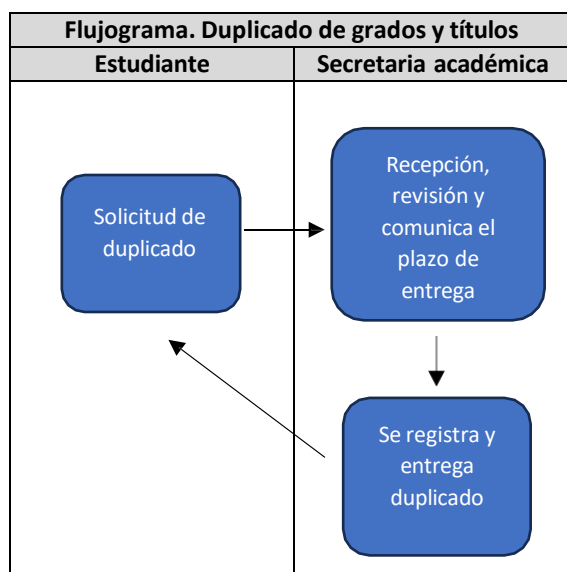 Flujograma. Duplicado de grados y títulos
Estudiante
Secretaria académica
Solicitud de
duplicado
Recepción,
revisión y
comunica el
plazo de
entrega
Se registra y
entrega
duplicado